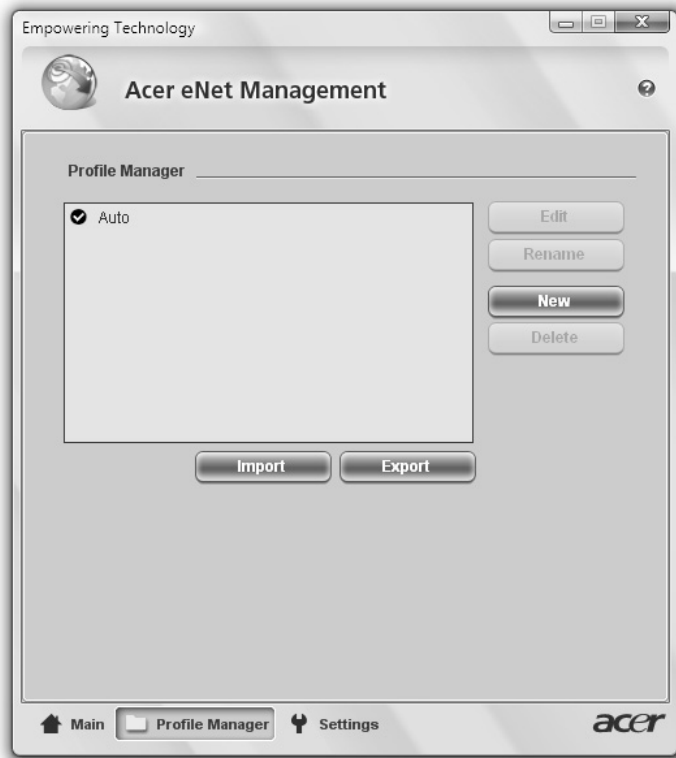 Empowering Technology
Acer eNet Management
Profile Manager
Auto
Edit
Rename
New
Delete
Import Export
Main Profile Manager Settings acer